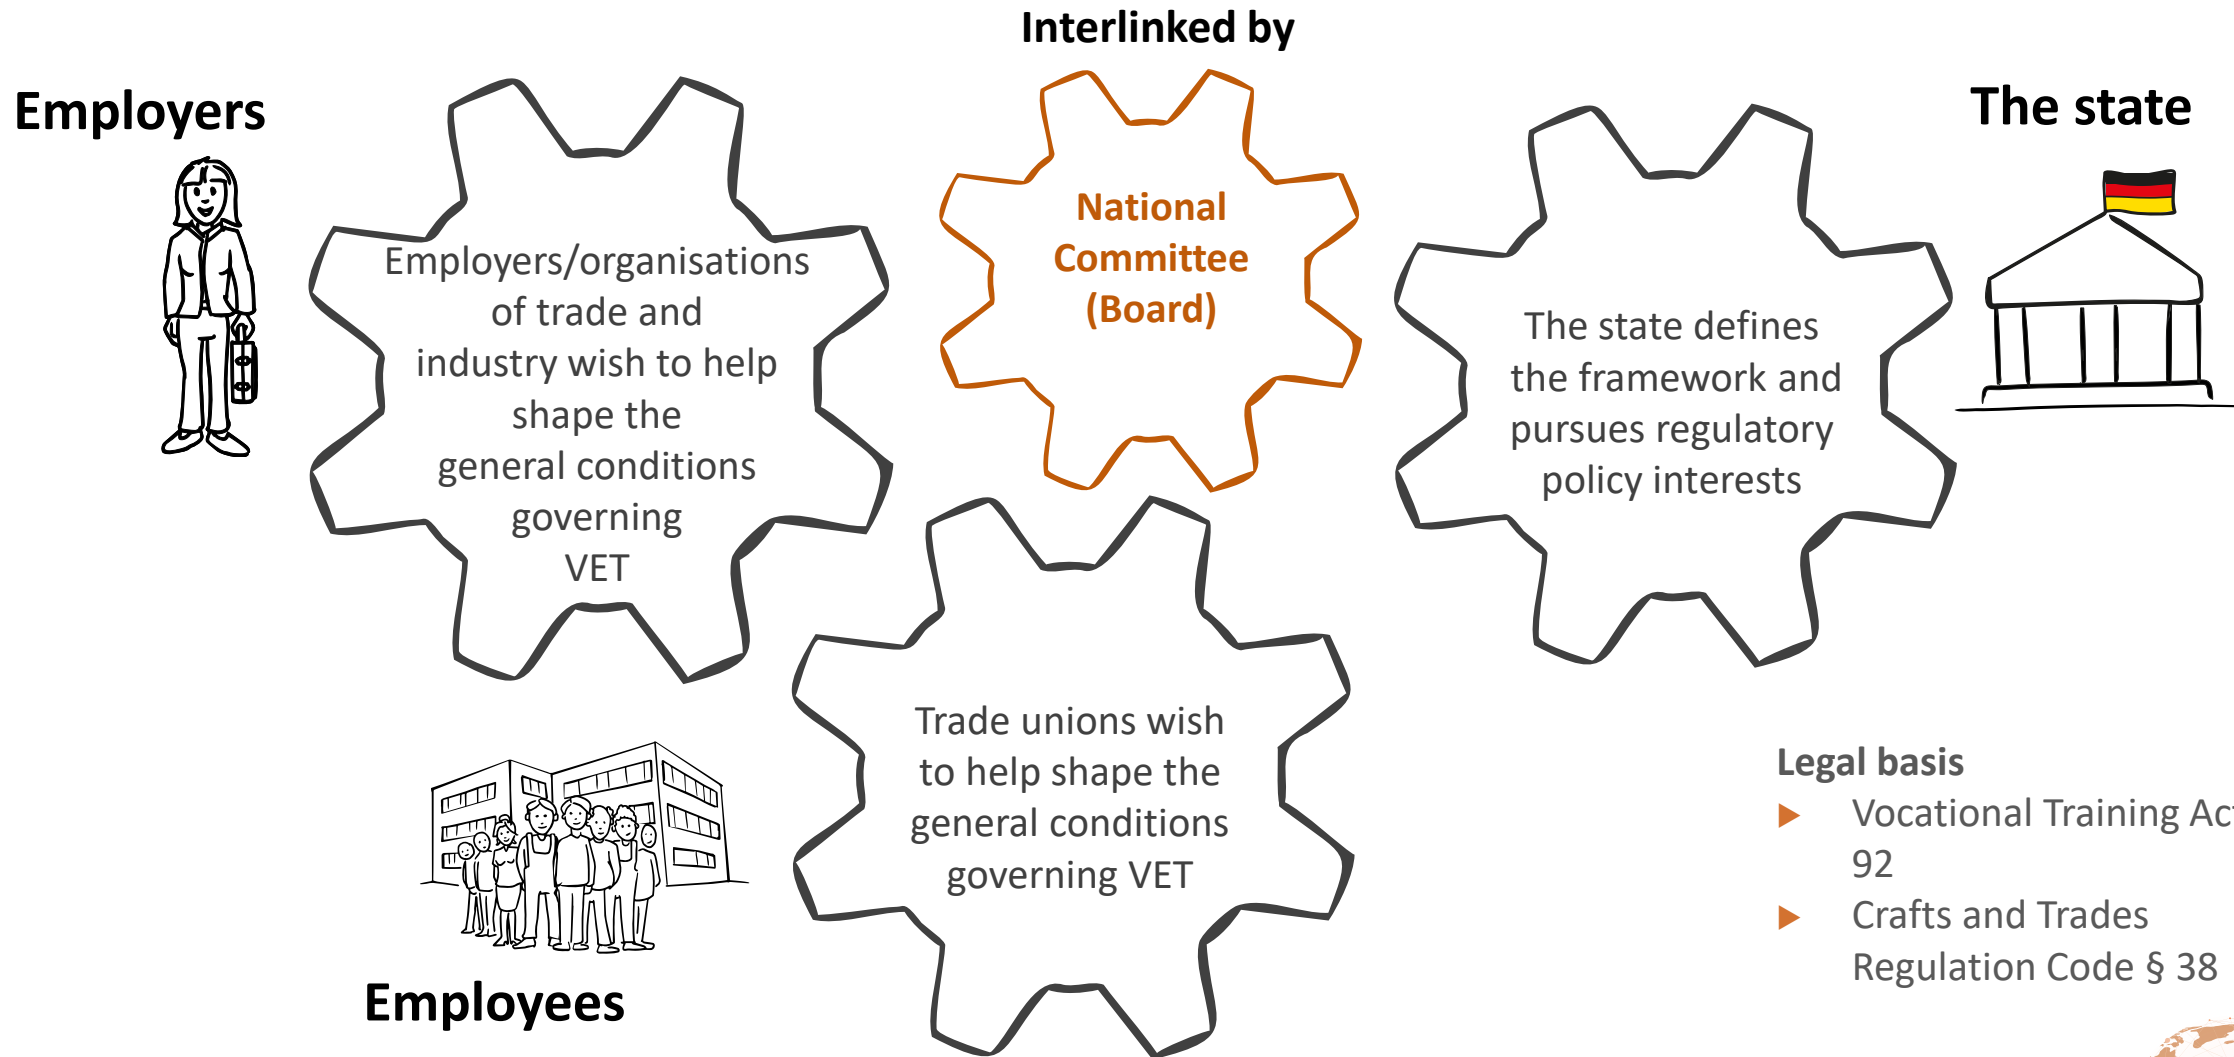 Interlinked by
Employers
The state
National
Committee
(Board)
Employers/organisations
of trade and
industry wish to help
shape the
general conditions
governing
VET
The state defines
the framework and
pursues regulatory
policy interests
Trade unions wish
to help shape the
general conditions
governing VET
Employees
Legal basis
Vocational Training Act
92
Crafts and Trades
Regulation Code § 38